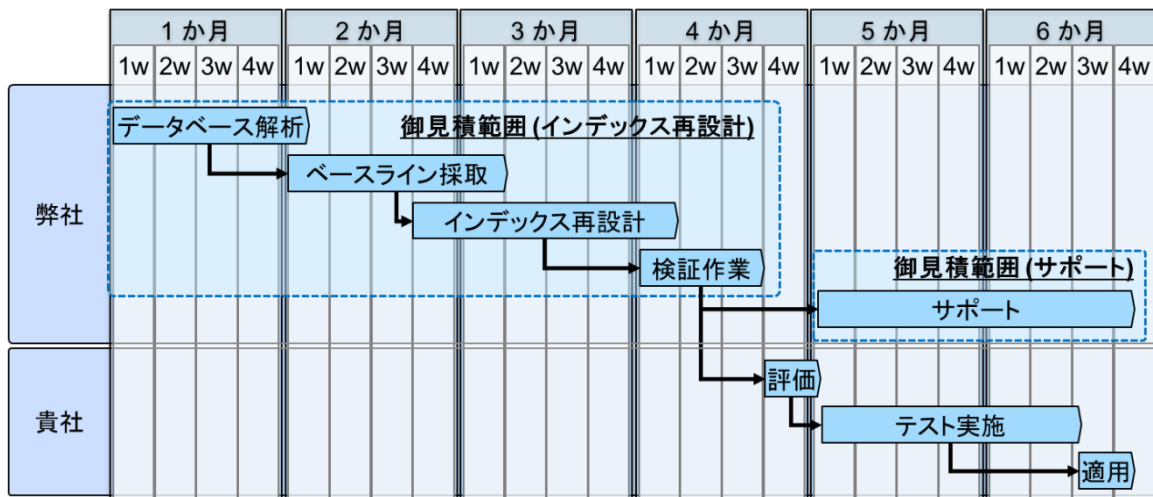 1 か月 2 か月 3 か月 4 か月 5 か月 6 か月
1w 2w 3w 4w 1w 2w 3w 4w 1w 2w 3w 4w 1w 2w 3w 4w 1w 2w 3w 4w 1w 2w 3w 4w
弊社
データベース解析
御見積範囲 (インデックス再設計)
ベースライン採取
インデックス再設計
検証作業
御見積範囲 (サポート)
サポート
貴社
評価
テスト実施
適用